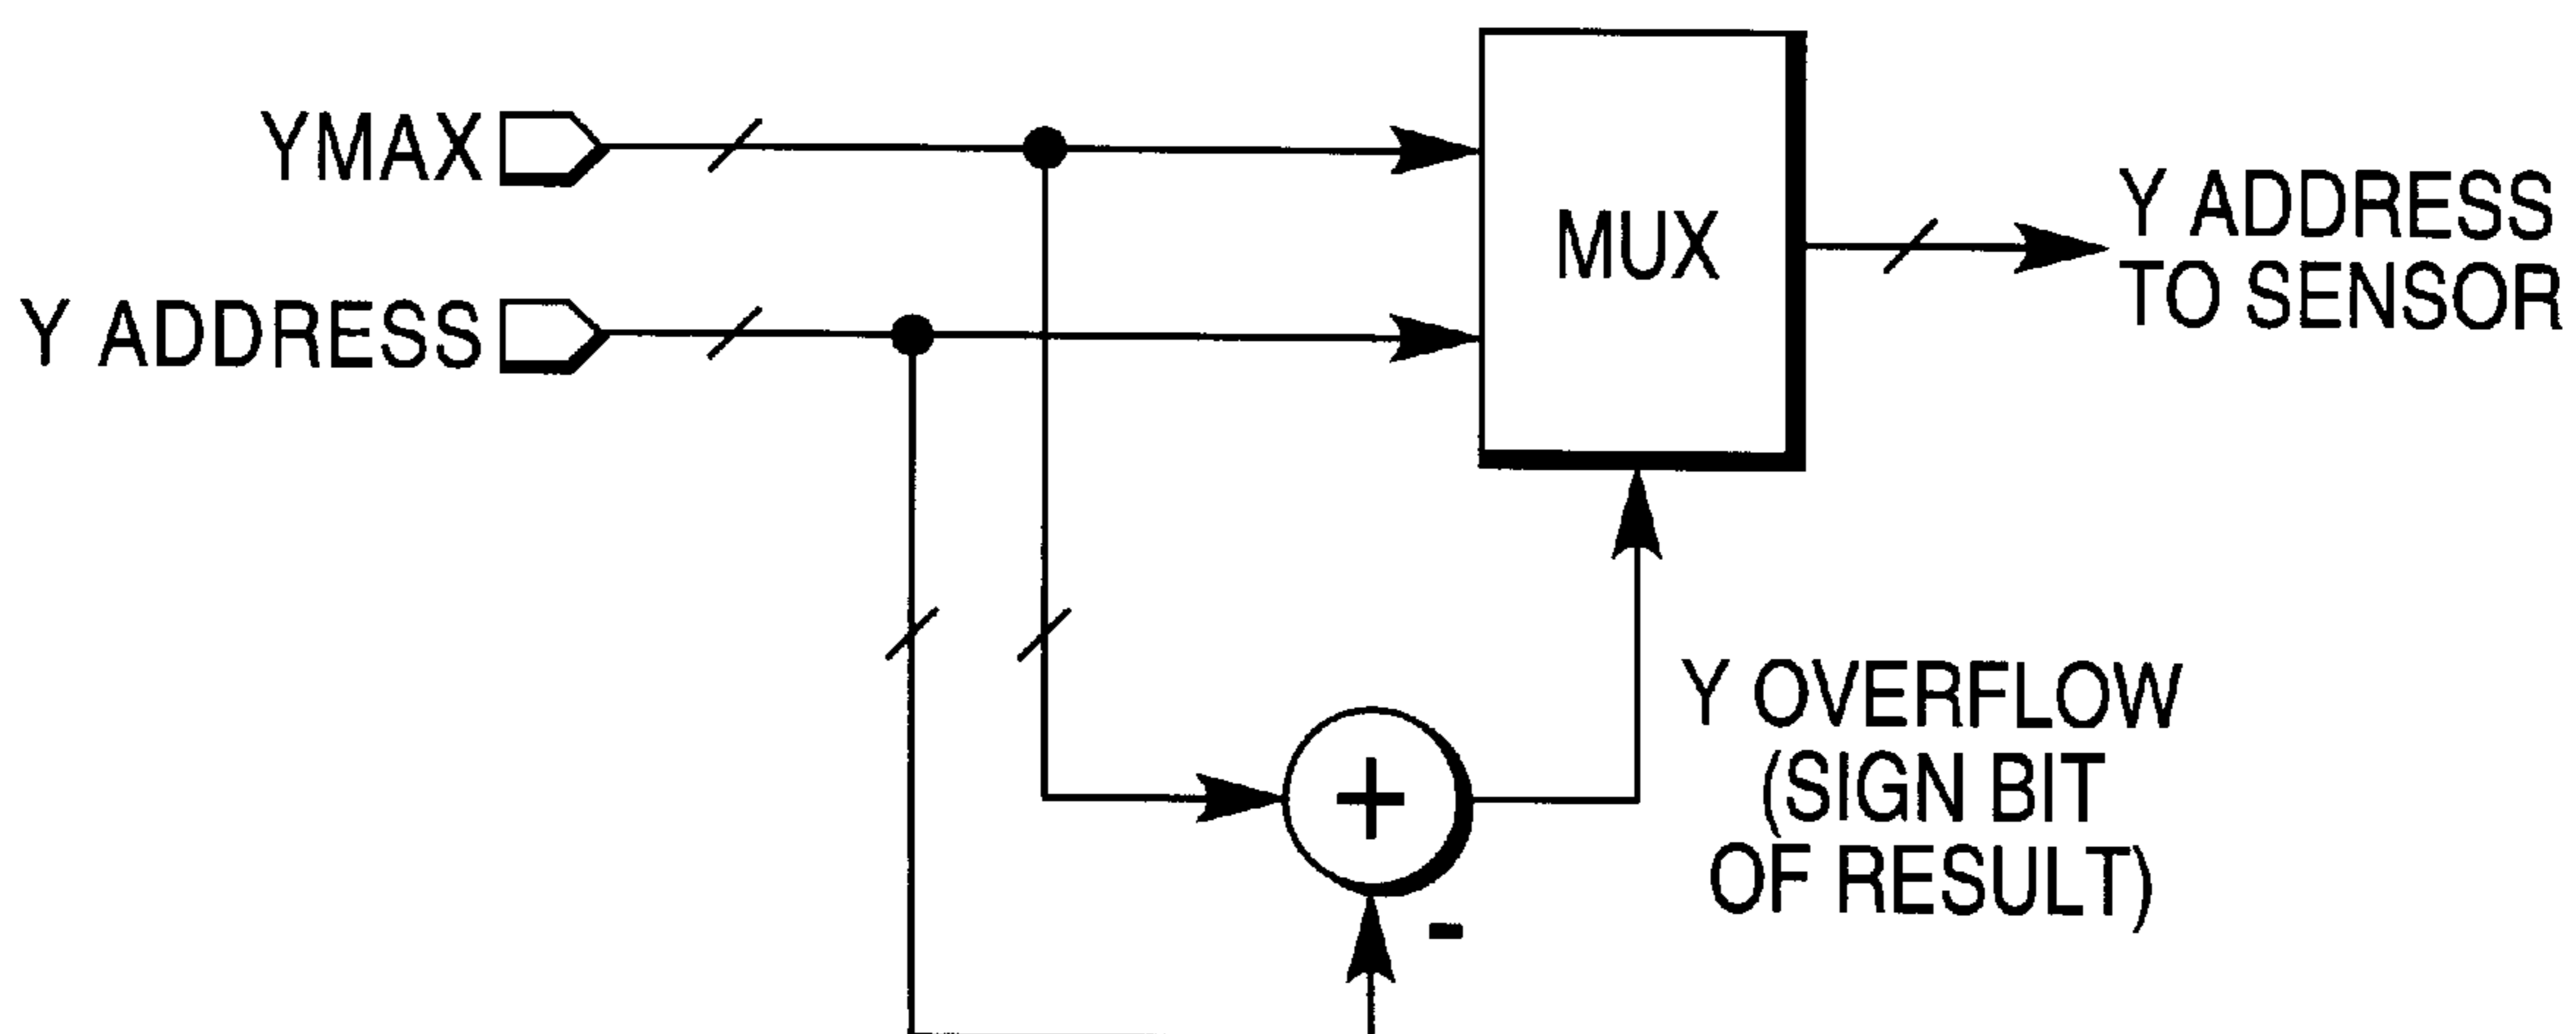 YMAX
Y ADDRESS
MUX
Y ADDRESS
TO SENSOR
+
-
Y OVERFLOW
(SIGN BIT
OF RESULT)